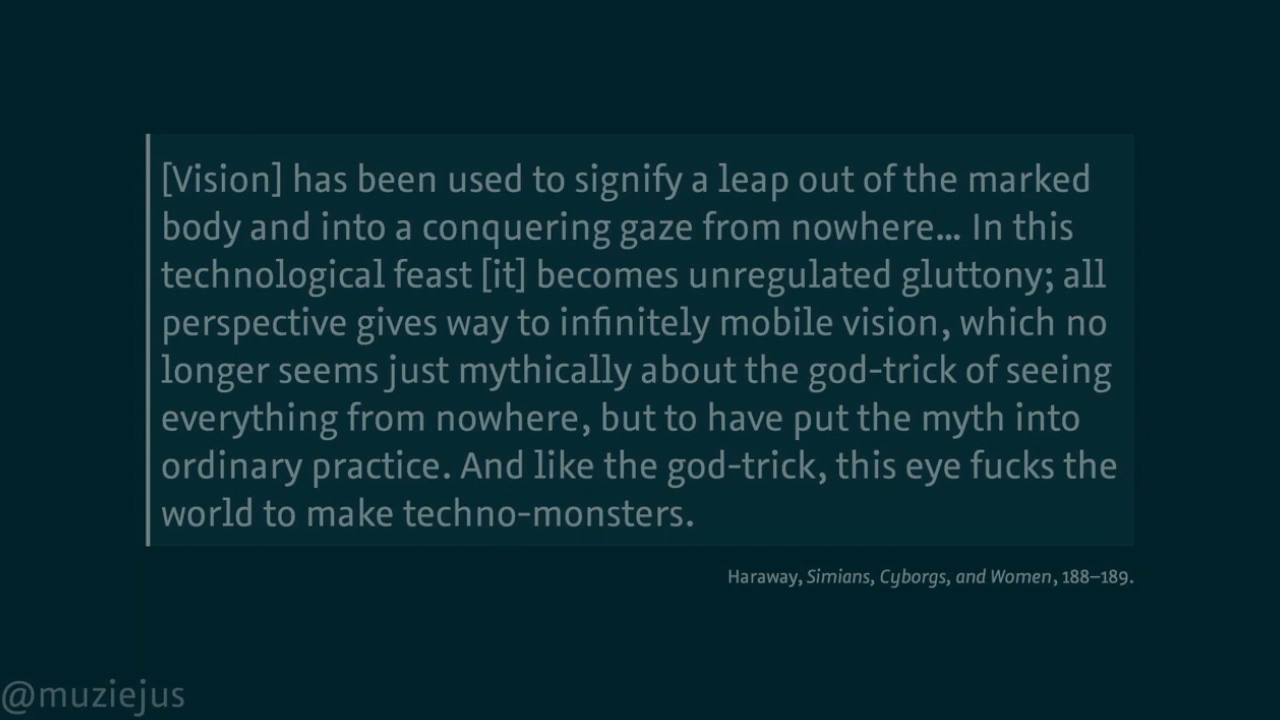 [Vision] has been used to signify a leap out of the marked
body and into a conquering gaze from nowhere... In this
technological feast [it] becomes unregulated gluttony; all
perspective gives way to infinitely mobile vision, which no
longer seems just mythically about the god-trick of seeing
everything from nowhere, but to have put the myth into
ordinary practice. And like the god-trick, this eye fucks the
world to make techno-monsters.
Haraway, Simians, Cyborgs, and Women, 188–189.
@muziejus